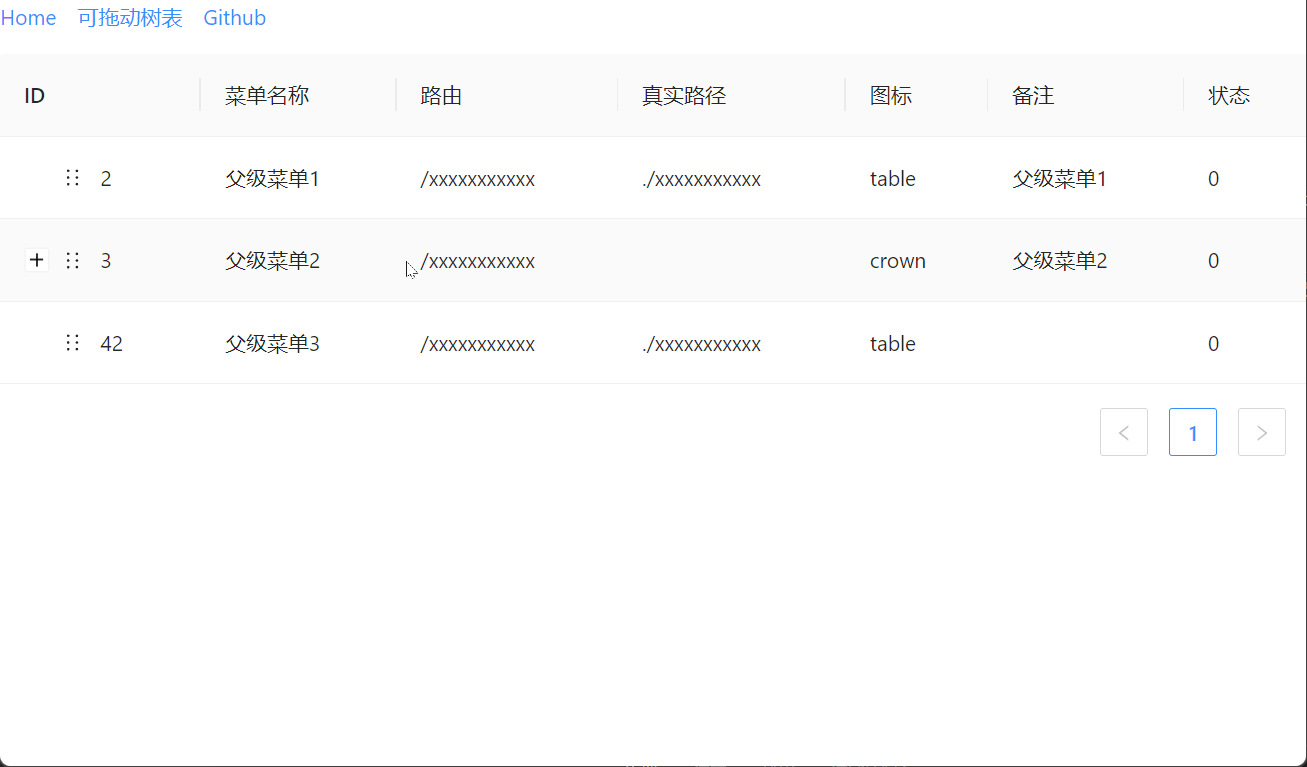 Home 可拖动树表 Github
ID 菜单名称 路由 真实路径 图标 备注 状态
2 父级菜单1 /xxxxxxxxxxx ./xxxxxxxxxxx table 父级菜单1 0
3 父级菜单2 /xxxxxxxxxxx crown 父级菜单2 0
42 父级菜单3 /xxxxxxxxxxx ./xxxxxxxxxxx table 0
1